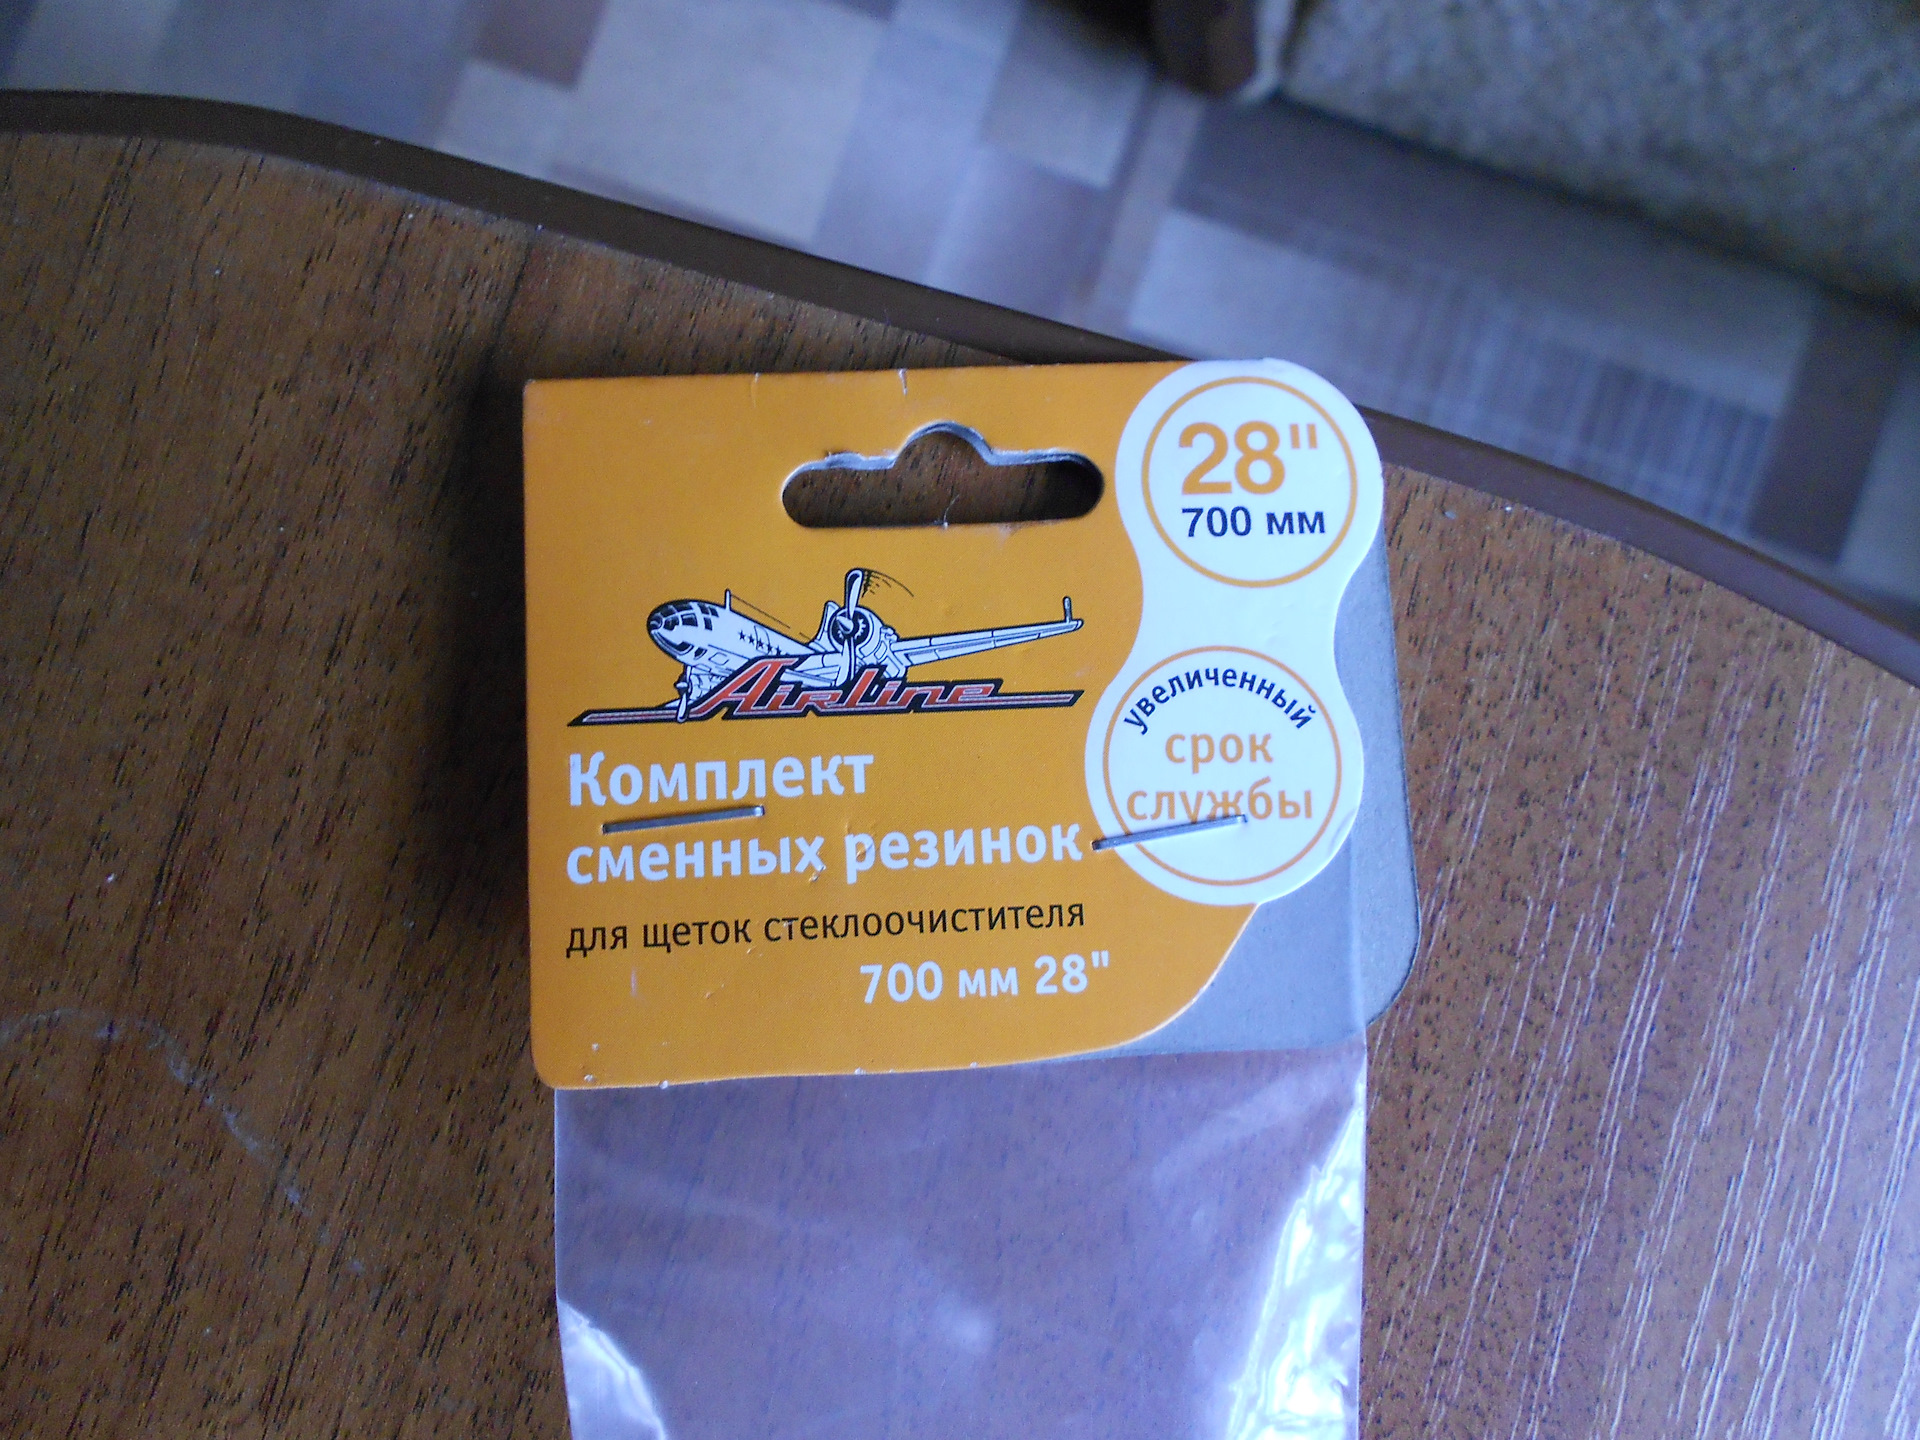 28"
700 мм
AirLine
увеличенный
срок
службы
Комплект
сменных резинок
для щеток стеклоочистителя
700 мм 28"